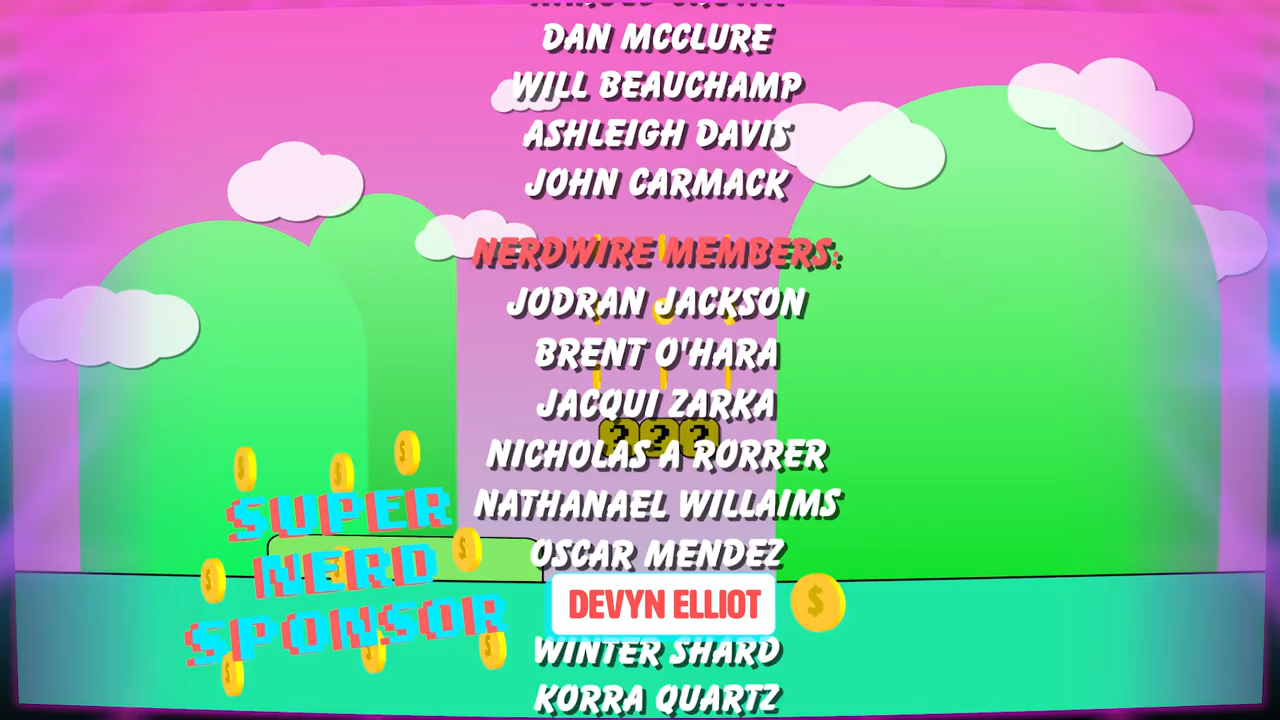 DAN MCCLURE
WILL BEAUCHAMP
ASHLEIGH DAVIS
JOHN CARMACK
NERDWIRE MEMBERS:
JODRAN JACKSON
BRENT O'HARA
JACQUI ZARKA
? ? ?
NICHOLAS A RORRER
NATHANAEL WILLAIMS
OSCAR MENDEZ
DEVYN ELLIOT
WINTER SHARD
KORRA QUARTZ
SUPER
NERD
SPONSOR